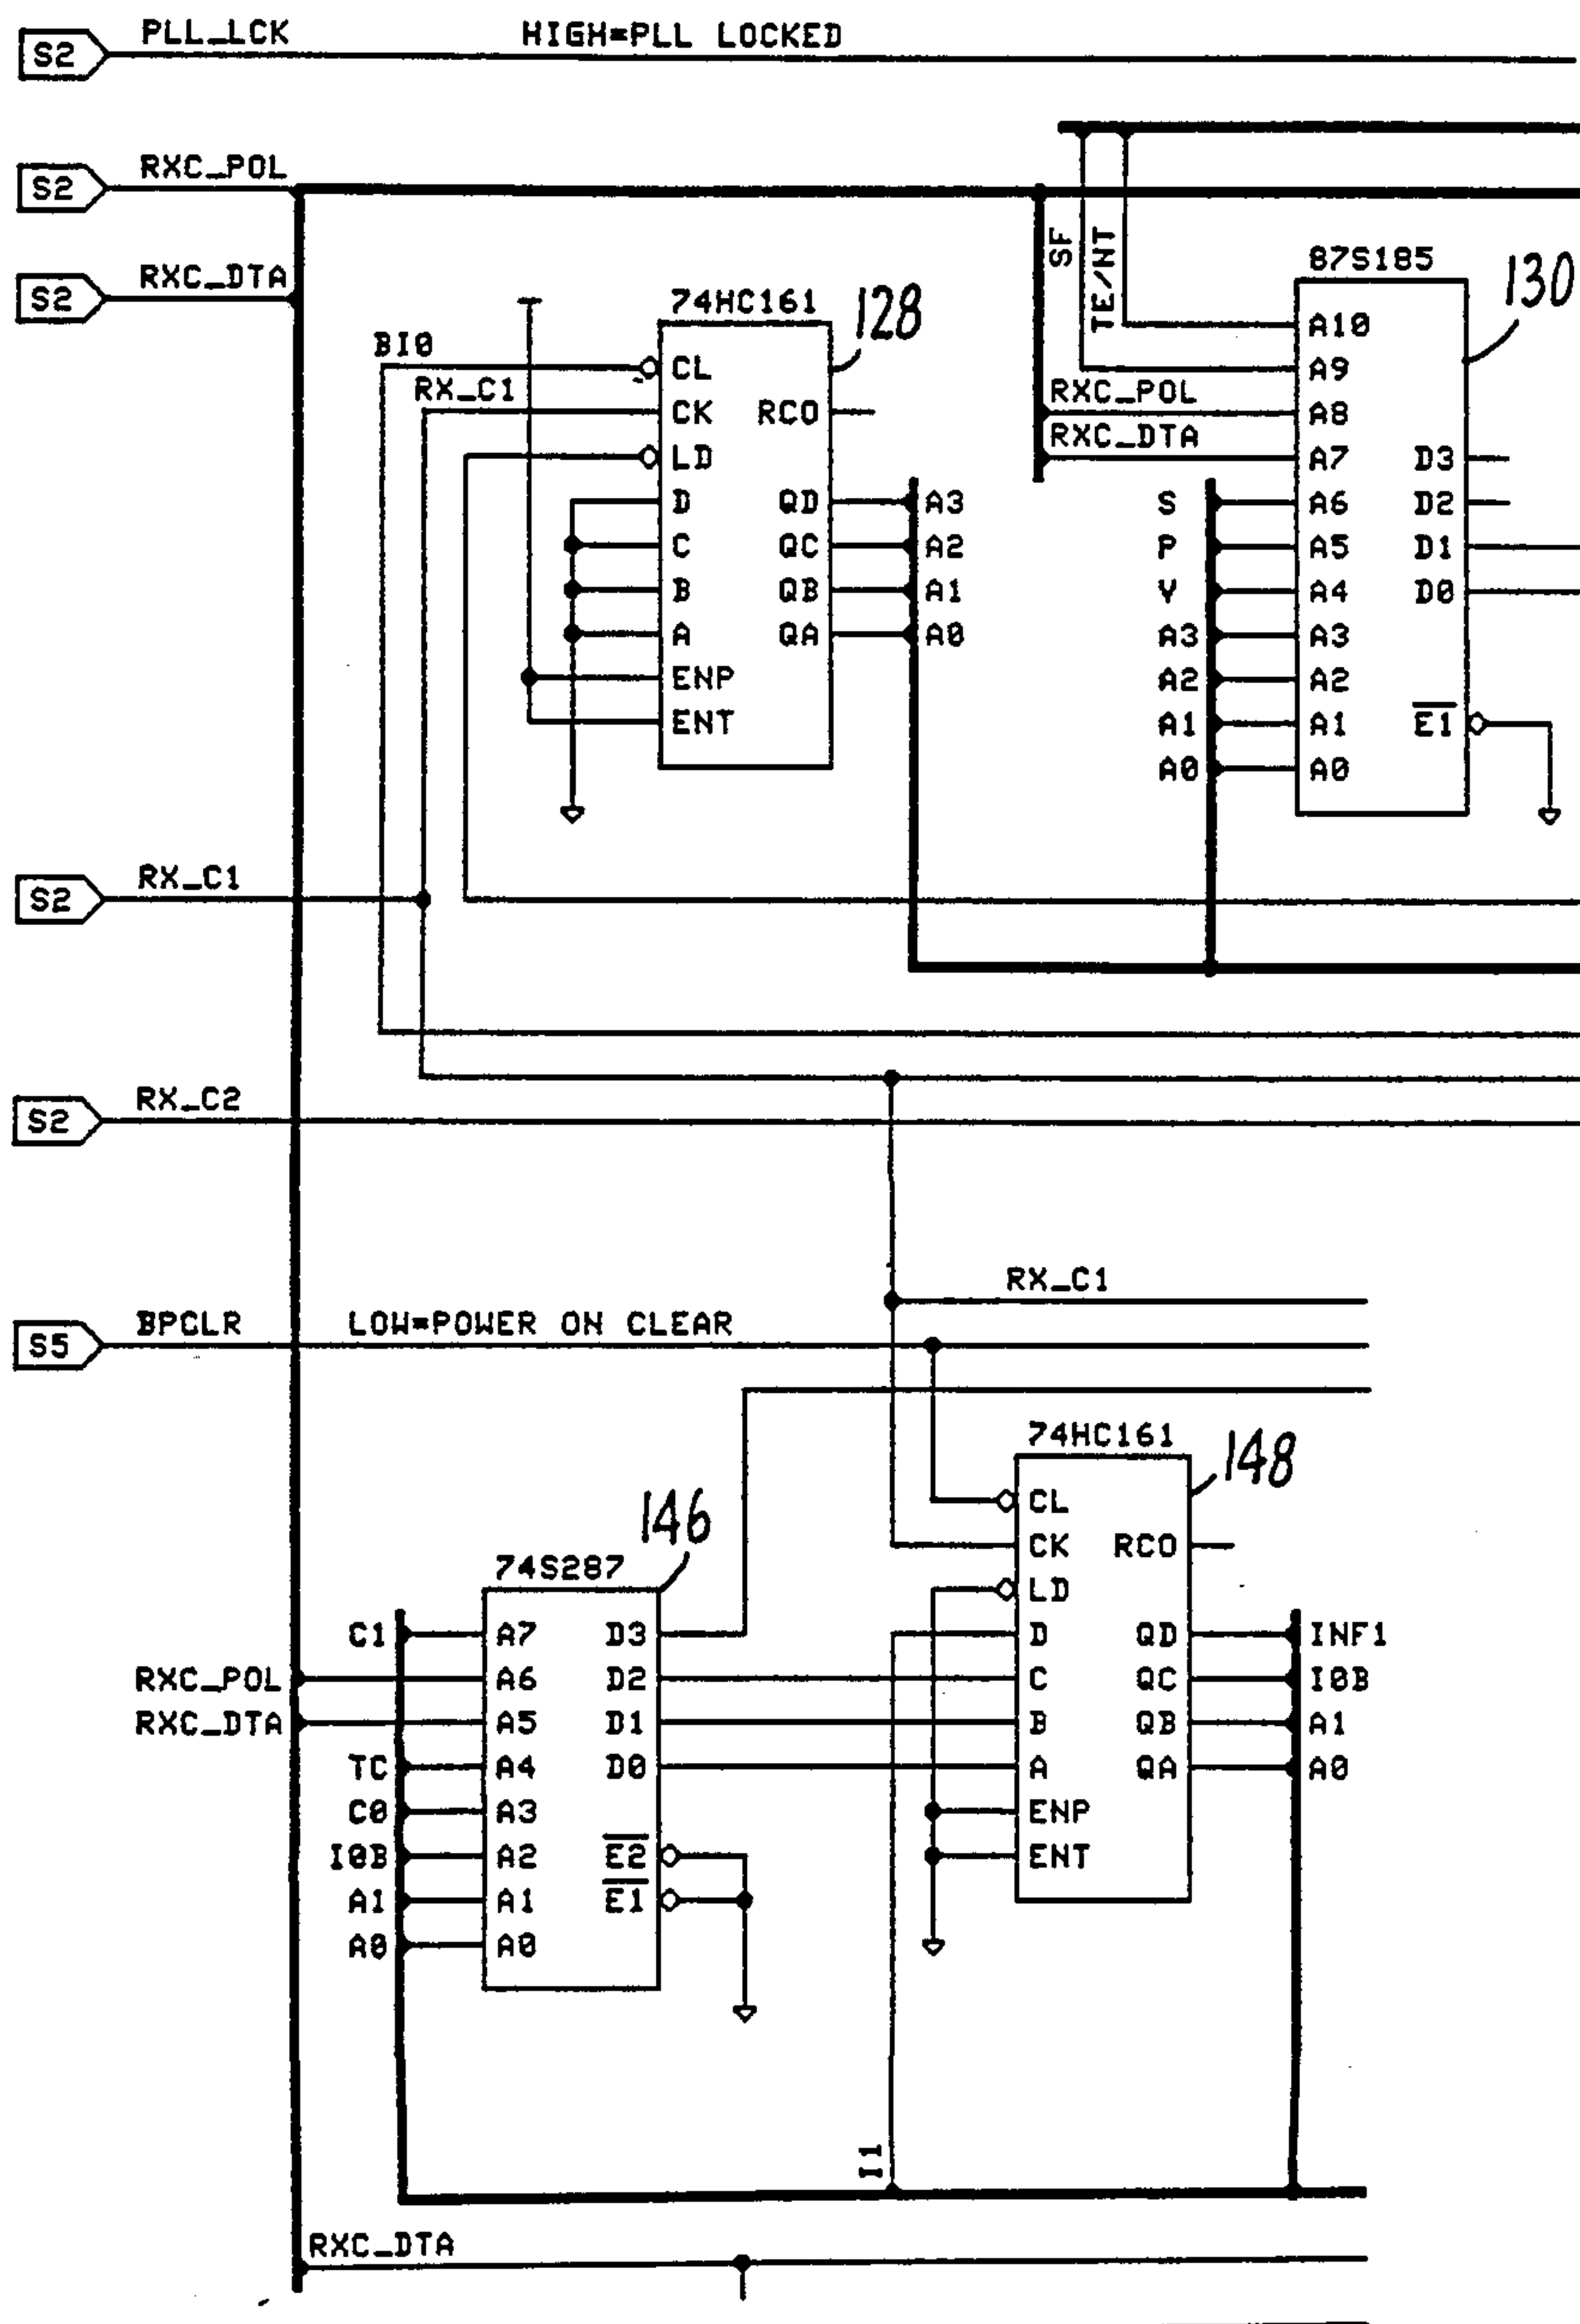 S2 PLL_LCK HIGH=PLL LOCKED
S2 RXC_POL
S2 RXC_DTA
SF
TE/NT
74HC161
128
BI0
CL
RX_C1
CK RCO
LD
D QD A3
C QC A2
B QB A1
A QA A0
ENP
ENT
87S185
130
A10
A9
RXC_POL A8
RXC_DTA A7 D3
S A6 D2
P A5 D1
V A4 D0
A3 A3
A2 A2
A1 A1 E1
A0 A0
S2 RX_C1
S2 RX_C2
RX_C1
S5 BPCLR LOW=POWER ON CLEAR
74HC161
148
CL
CK RCO
LD
D QD INF1
C QC I0B
B QB A1
A QA A0
ENP
ENT
74S287
146
C1 A7 D3
RXC_POL A6 D2
RXC_DTA A5 D1
TC A4 D0
C0 A3
I0B A2 E2
A1 A1 E1
A0 A0
I1
RXC_DTA